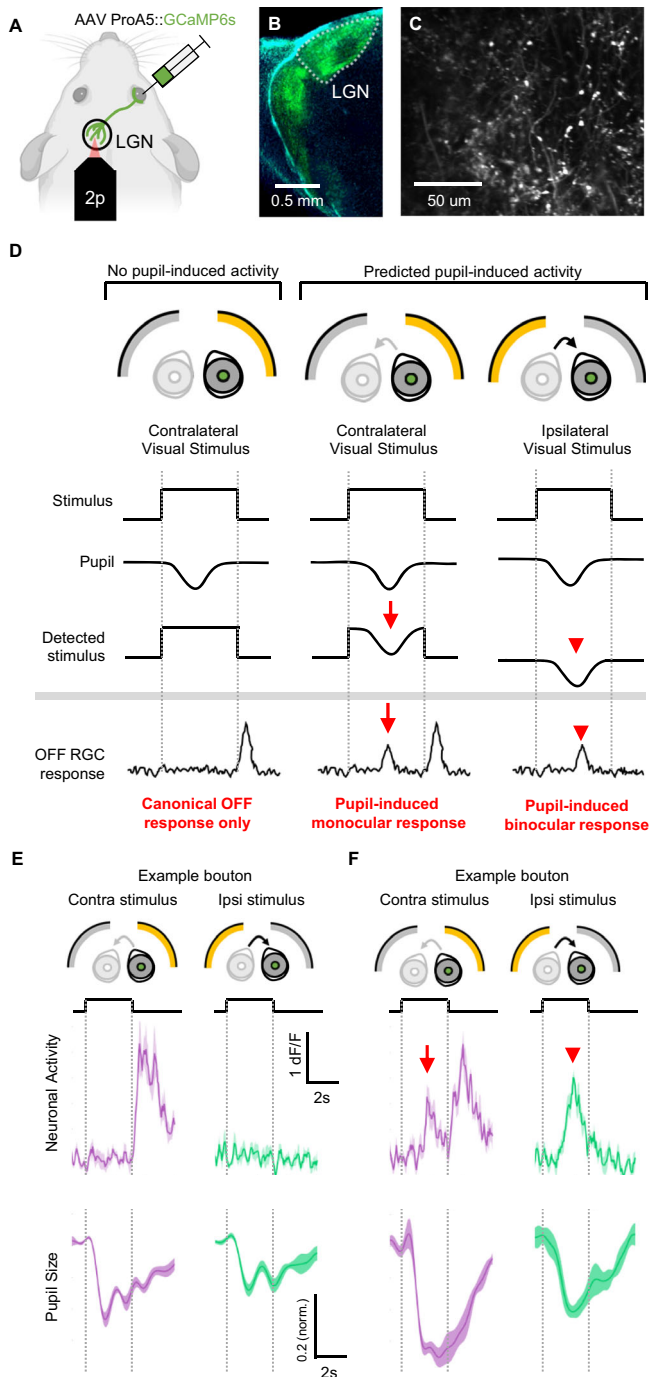 A
AAV ProA5::GCaMP6s
LGN
2p
B
LGN
0.5 mm
C
50 um
D
No pupil-induced activity
Predicted pupil-induced activity
Contralateral
Visual Stimulus
Contralateral
Visual Stimulus
Ipsilateral
Visual Stimulus
Stimulus
Pupil
Detected
stimulus
OFF RGC
response
Canonical OFF
response only
Pupil-induced
monocular response
Pupil-induced
binocular response
E
Example bouton
Contra stimulus
Ipsi stimulus
Neuronal Activity
1 dF/F
2s
Pupil Size
0.2 (norm.)
2s
F
Example bouton
Contra stimulus
Ipsi stimulus